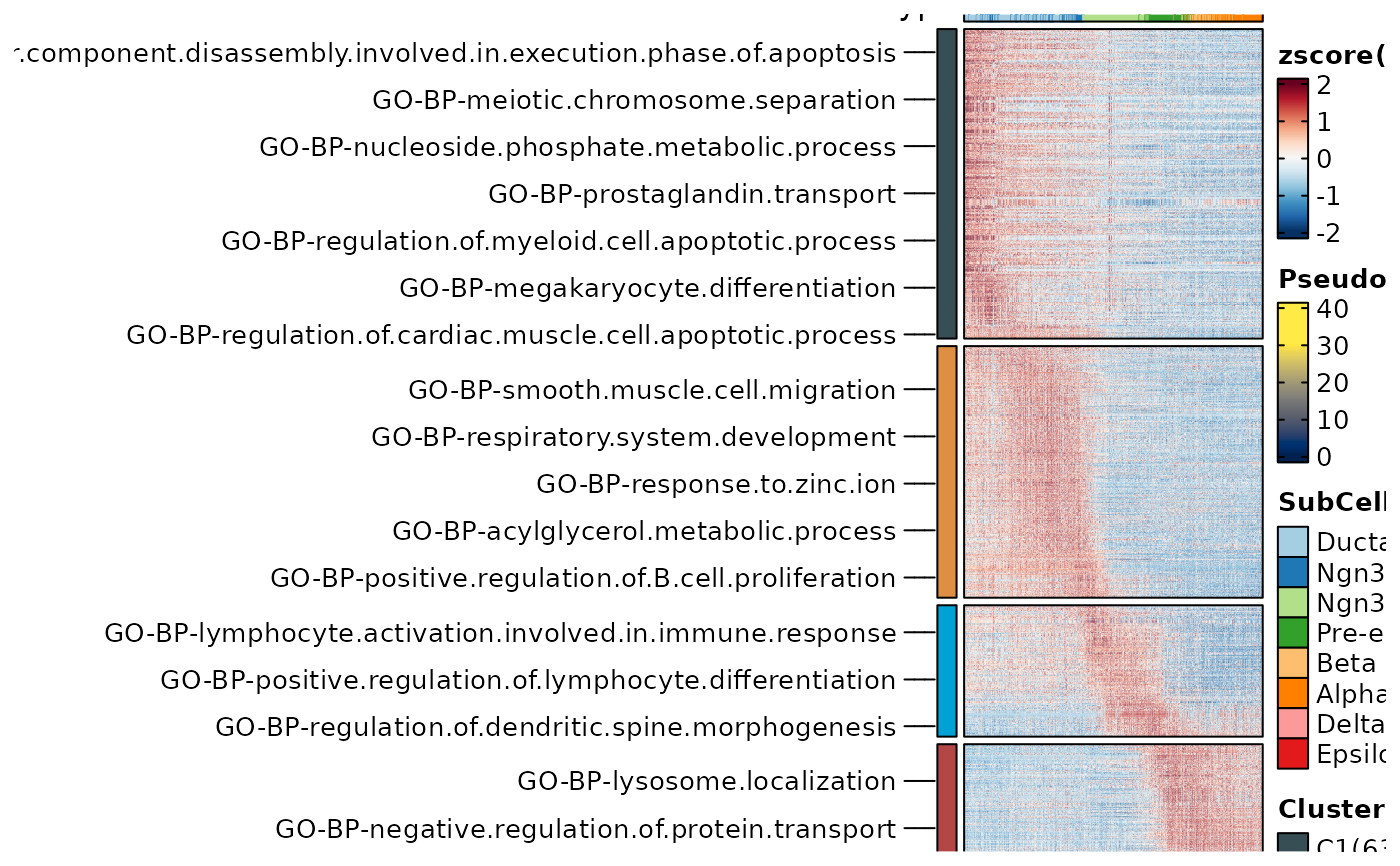 r.component.disassembly.involved.in.execution.phase.of.apoptosis
GO-BP-meiotic.chromosome.separation
GO-BP-nucleoside.phosphate.metabolic.process
GO-BP-prostaglandin.transport
GO-BP-regulation.of.myeloid.cell.apoptotic.process
GO-BP-megakaryocyte.differentiation
GO-BP-regulation.of.cardiac.muscle.cell.apoptotic.process
GO-BP-smooth.muscle.cell.migration
GO-BP-respiratory.system.development
GO-BP-response.to.zinc.ion
GO-BP-acylglycerol.metabolic.process
GO-BP-positive.regulation.of.B.cell.proliferation
GO-BP-lymphocyte.activation.involved.in.immune.response
GO-BP-positive.regulation.of.lymphocyte.differentiation
GO-BP-regulation.of.dendritic.spine.morphogenesis
GO-BP-lysosome.localization
GO-BP-negative.regulation.of.protein.transport
zscore(
2
1
0
-1
-2
Pseudo
40
30
20
10
0
SubCell
Ducta
Ngn3
Ngn3
Pre-e
Beta
Alpha
Delta
Epsilo
Cluster
C1(63